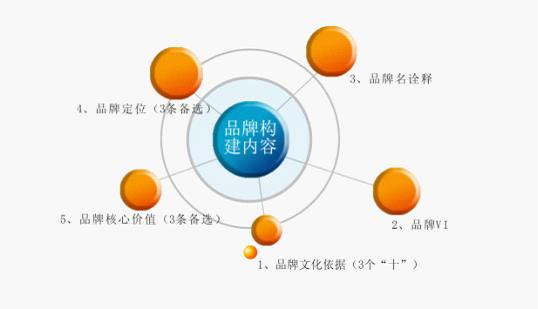 3、品牌名诠释
4、品牌定位（3条备选）
品牌构
建内容
5、品牌核心价值（3条备选）
2、品牌VI
1、品牌文化依据（3个“十”）